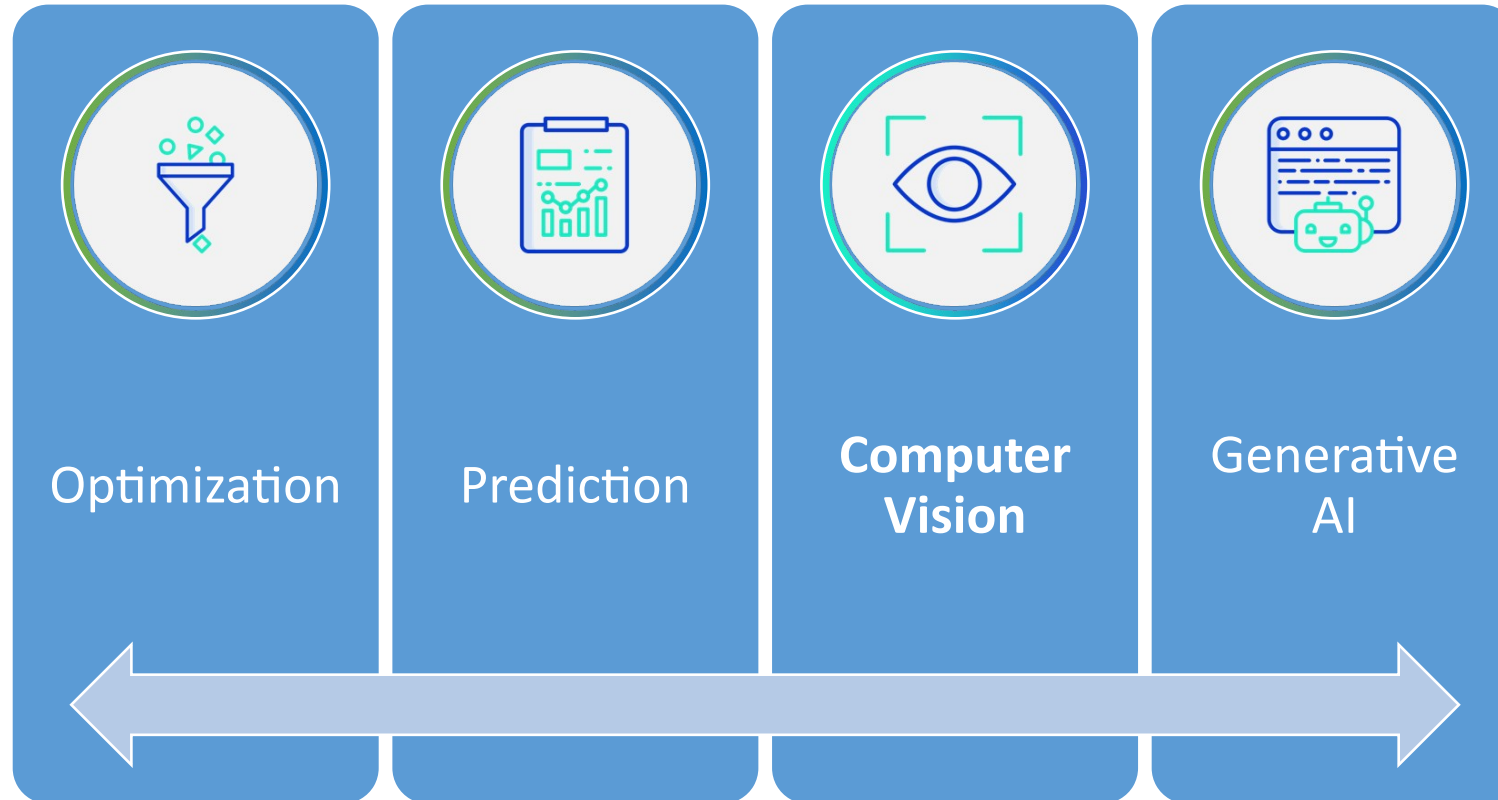 Optimization
Prediction
Computer
Vision
Generative
AI